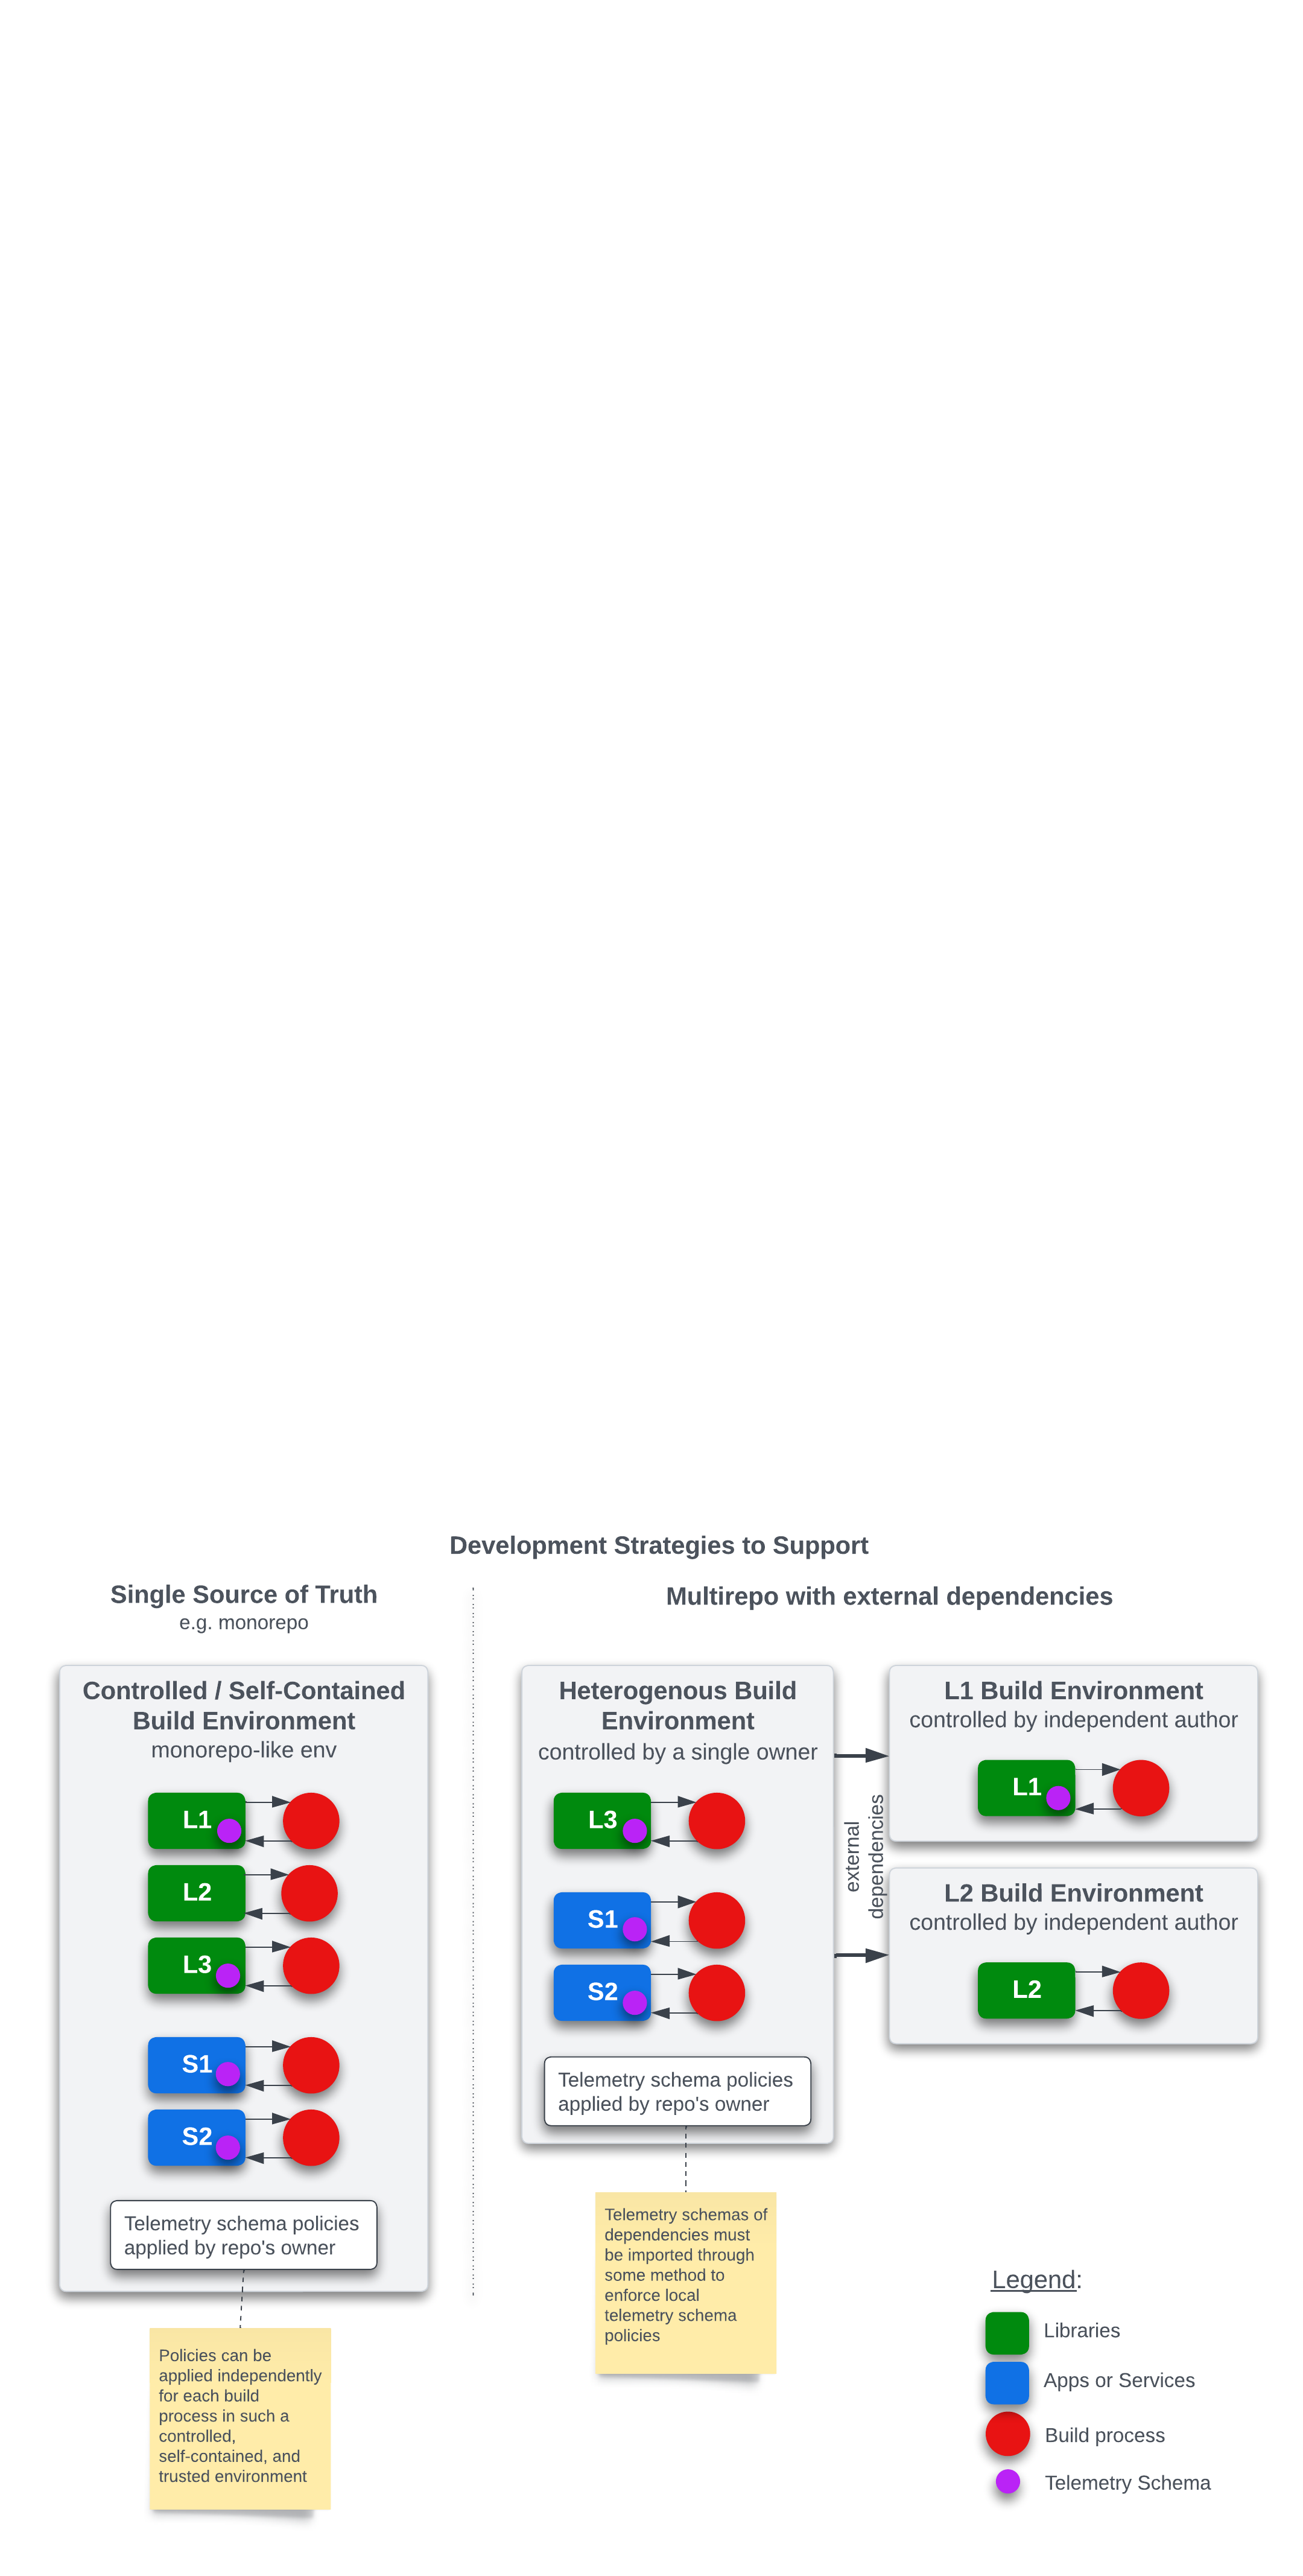 Development Strategies to Support
Single Source of Truth
e.g. monorepo
Multirepo with external dependencies
Controlled / Self-Contained
Build Environment
monorepo-like env
L1
L2
L3
S1
S2
Telemetry schema policies
applied by repo's owner
Policies can be
applied independently
for each build
process in such a
controlled,
self-contained, and
trusted environment
Heterogenous Build
Environment
controlled by a single owner
L3
S1
S2
Telemetry schema policies
applied by repo's owner
Telemetry schemas of
dependencies must
be imported through
some method to
enforce local
telemetry schema
policies
external
dependencies
L1 Build Environment
controlled by independent author
L1
L2 Build Environment
controlled by independent author
L2
Legend:
Libraries
Apps or Services
Build process
Telemetry Schema